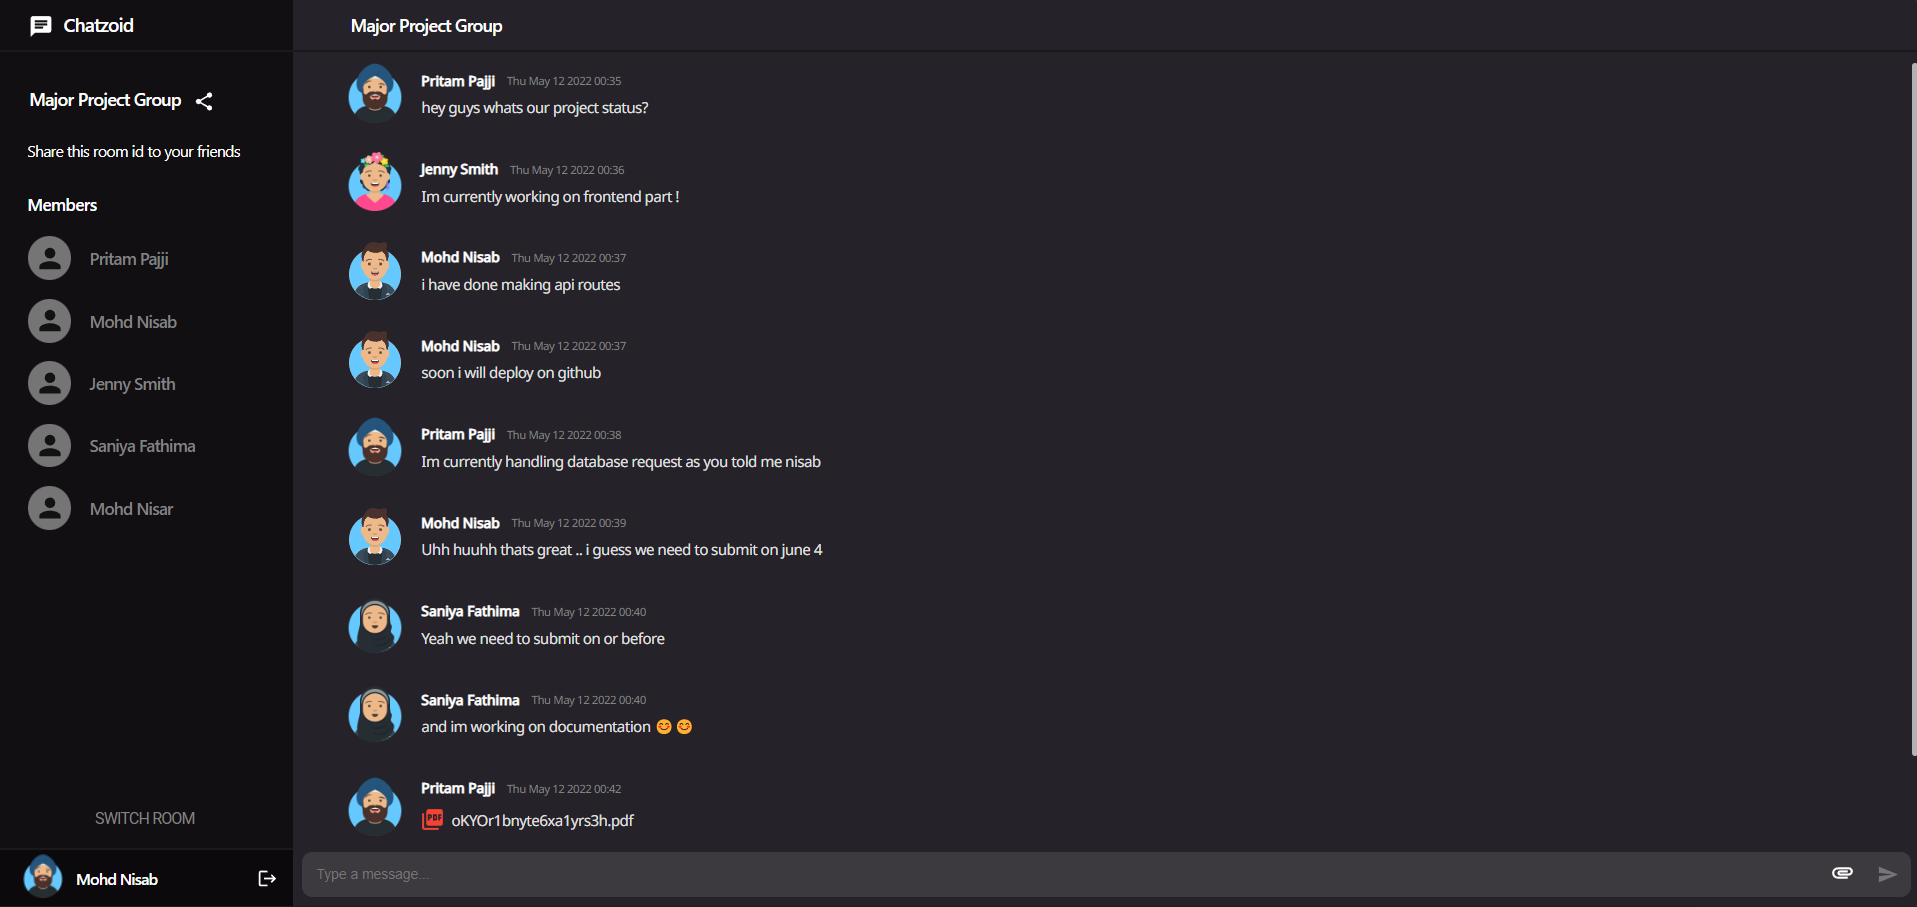 Chatzoid
Major Project Group
Share this room id to your friends
Members
Pritam Pajji
Mohd Nisab
Jenny Smith
Saniya Fathima
Mohd Nisar
SWITCH ROOM
Mohd Nisab
Major Project Group
Pritam Pajji Thu May 12 2022 00:35
hey guys whats our project status?
Jenny Smith Thu May 12 2022 00:36
Im currently working on frontend part !
Mohd Nisab Thu May 12 2022 00:37
i have done making api routes
Mohd Nisab Thu May 12 2022 00:37
soon i will deploy on github
Pritam Pajji Thu May 12 2022 00:38
Im currently handling database request as you told me nisab
Mohd Nisab Thu May 12 2022 00:39
Uhh huuhh thats great .. i guess we need to submit on june 4
Saniya Fathima Thu May 12 2022 00:40
Yeah we need to submit on or before
Saniya Fathima Thu May 12 2022 00:40
and im working on documentation 😊 😊
Pritam Pajji Thu May 12 2022 00:42
PDF oKYOr1bnyte6xa1yrs3h.pdf
Type a message...